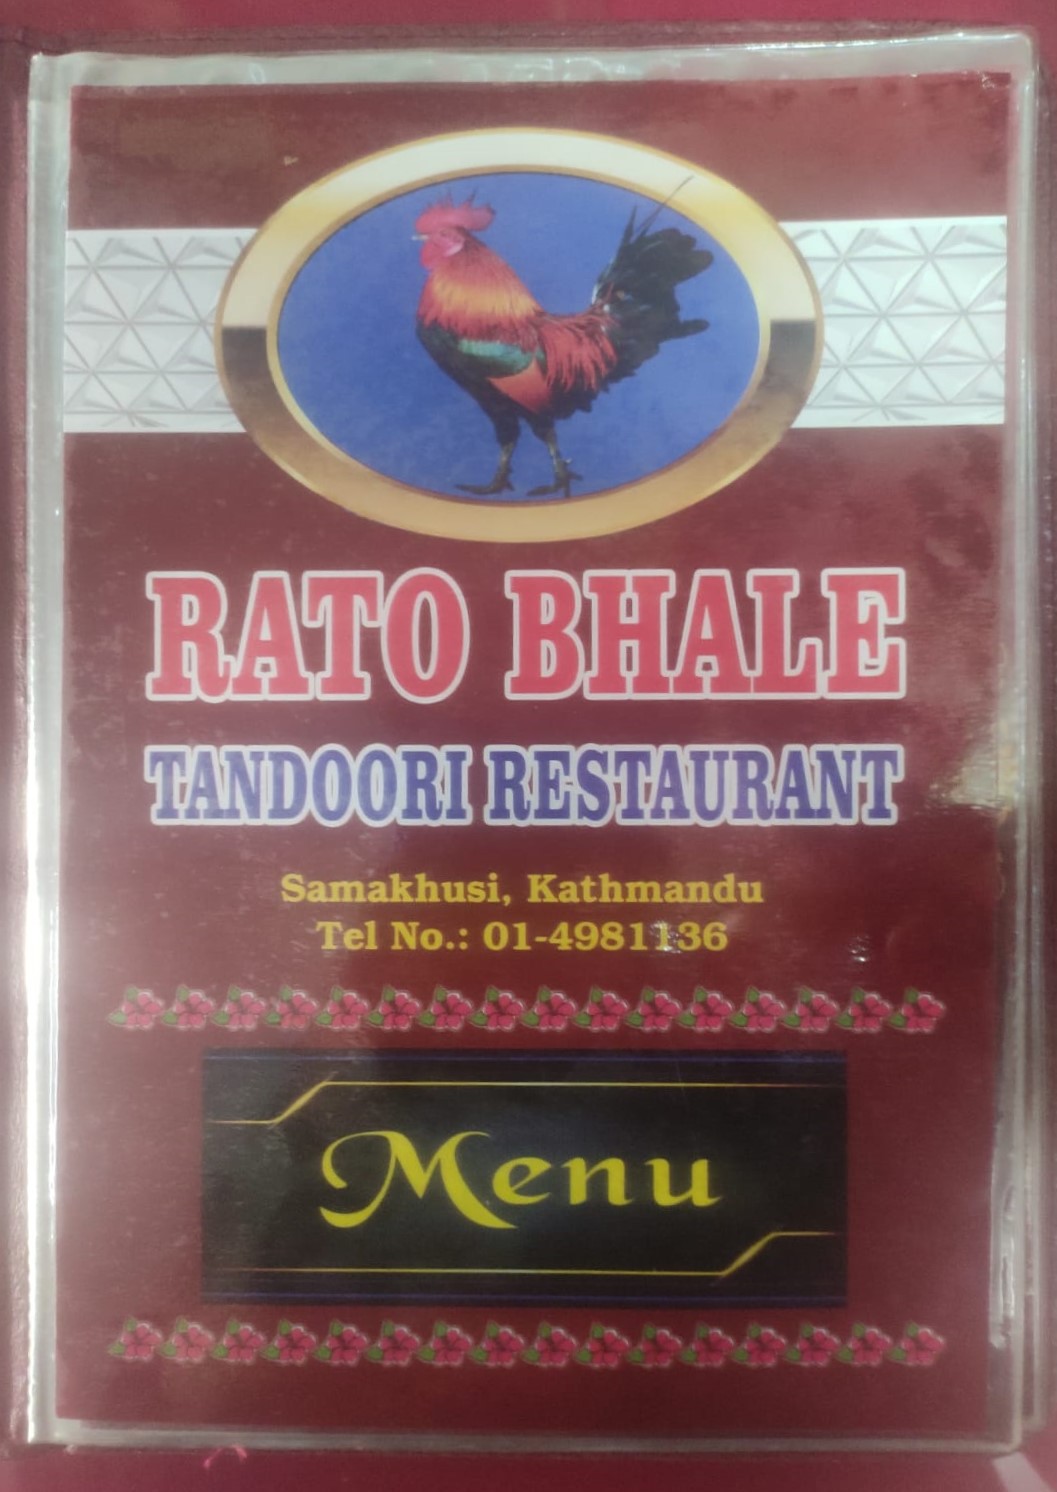 RATO BHALE
TANDOORI RESTAURANT
Samakhusi, Kathmandu
Tel No.: 01-4981136
Menu